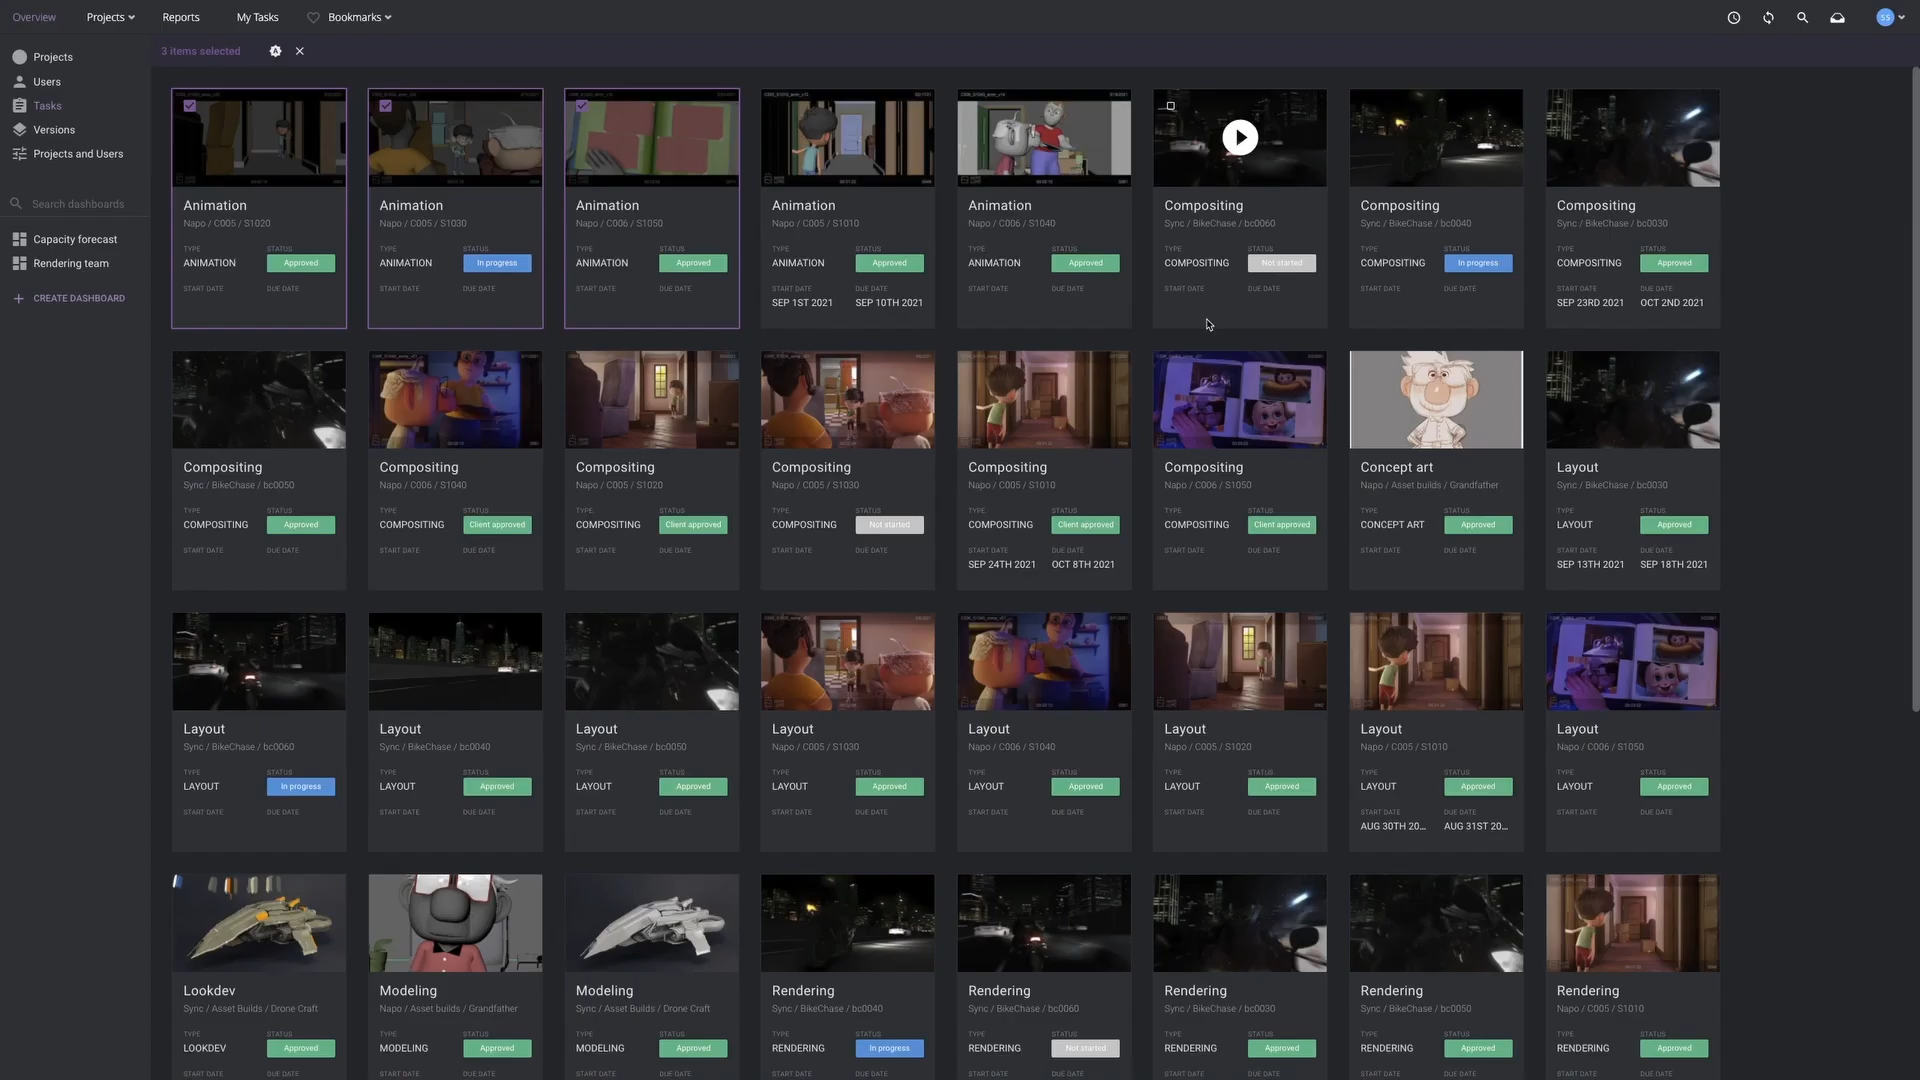 Overview Projects Reports My Tasks Bookmarks SS
3 items selected
Projects
Users
Tasks
Versions
Projects and Users
Search dashboards
Capacity forecast
Rendering team
CREATE DASHBOARD
Animation
Napo / C005 / S1020
TYPE STATUS
ANIMATION Approved
START DATE DUE DATE
Animation
Napo / C005 / S1030
TYPE STATUS
ANIMATION In progress
START DATE DUE DATE
Animation
Napo / C006 / S1050
TYPE STATUS
ANIMATION Approved
START DATE DUE DATE
Animation
Napo / C005 / S1010
TYPE STATUS
ANIMATION Approved
START DATE DUE DATE
SEP 1ST 2021 SEP 10TH 2021
Animation
Napo / C006 / S1040
TYPE STATUS
ANIMATION Approved
START DATE DUE DATE
Compositing
Sync / BikeChase / bc0060
TYPE STATUS
COMPOSITING Not started
START DATE DUE DATE
Compositing
Sync / BikeChase / bc0040
TYPE STATUS
COMPOSITING In progress
START DATE DUE DATE
Compositing
Sync / BikeChase / bc0030
TYPE STATUS
COMPOSITING Approved
START DATE DUE DATE
SEP 23RD 2021 OCT 2ND 2021
Compositing
Sync / BikeChase / bc0050
TYPE STATUS
COMPOSITING Approved
START DATE DUE DATE
Compositing
Napo / C006 / S1040
TYPE STATUS
COMPOSITING Client approved
START DATE DUE DATE
Compositing
Napo / C005 / S1020
TYPE STATUS
COMPOSITING Client approved
START DATE DUE DATE
Compositing
Napo / C005 / S1030
TYPE STATUS
COMPOSITING Not started
START DATE DUE DATE
Compositing
Napo / C005 / S1010
TYPE STATUS
COMPOSITING Client approved
START DATE DUE DATE
SEP 24TH 2021 OCT 8TH 2021
Compositing
Napo / C006 / S1050
TYPE STATUS
COMPOSITING Client approved
START DATE DUE DATE
Concept art
Napo / Asset builds / Grandfather
TYPE STATUS
CONCEPT ART Approved
START DATE DUE DATE
Layout
Sync / BikeChase / bc0030
TYPE STATUS
LAYOUT Approved
START DATE DUE DATE
SEP 13TH 2021 SEP 18TH 2021
Layout
Sync / BikeChase / bc0060
TYPE STATUS
LAYOUT In progress
START DATE DUE DATE
Layout
Sync / BikeChase / bc0040
TYPE STATUS
LAYOUT Approved
START DATE DUE DATE
Layout
Sync / BikeChase / bc0050
TYPE STATUS
LAYOUT Approved
START DATE DUE DATE
Layout
Napo / C005 / S1030
TYPE STATUS
LAYOUT Approved
START DATE DUE DATE
Layout
Napo / C006 / S1040
TYPE STATUS
LAYOUT Approved
START DATE DUE DATE
Layout
Napo / C005 / S1020
TYPE STATUS
LAYOUT Approved
START DATE DUE DATE
Layout
Napo / C005 / S1010
TYPE STATUS
LAYOUT Approved
START DATE DUE DATE
AUG 30TH 20... AUG 31ST 20...
Layout
Napo / C006 / S1050
TYPE STATUS
LAYOUT Approved
START DATE DUE DATE
Lookdev
Sync / Asset Builds / Drone Craft
TYPE STATUS
LOOKDEV Approved
START DATE DUE DATE
Modeling
Napo / Asset builds / Grandfather
TYPE STATUS
MODELING Approved
START DATE DUE DATE
Modeling
Sync / Asset Builds / Drone Craft
TYPE STATUS
MODELING Approved
START DATE DUE DATE
Rendering
Sync / BikeChase / bc0040
TYPE STATUS
RENDERING In progress
START DATE DUE DATE
Rendering
Sync / BikeChase / bc0060
TYPE STATUS
RENDERING Not started
START DATE DUE DATE
Rendering
Sync / BikeChase / bc0030
TYPE STATUS
RENDERING Approved
START DATE DUE DATE
Rendering
Sync / BikeChase / bc0050
TYPE STATUS
RENDERING Approved
START DATE DUE DATE
Rendering
Napo / C005 / S1010
TYPE STATUS
RENDERING Approved
START DATE DUE DATE